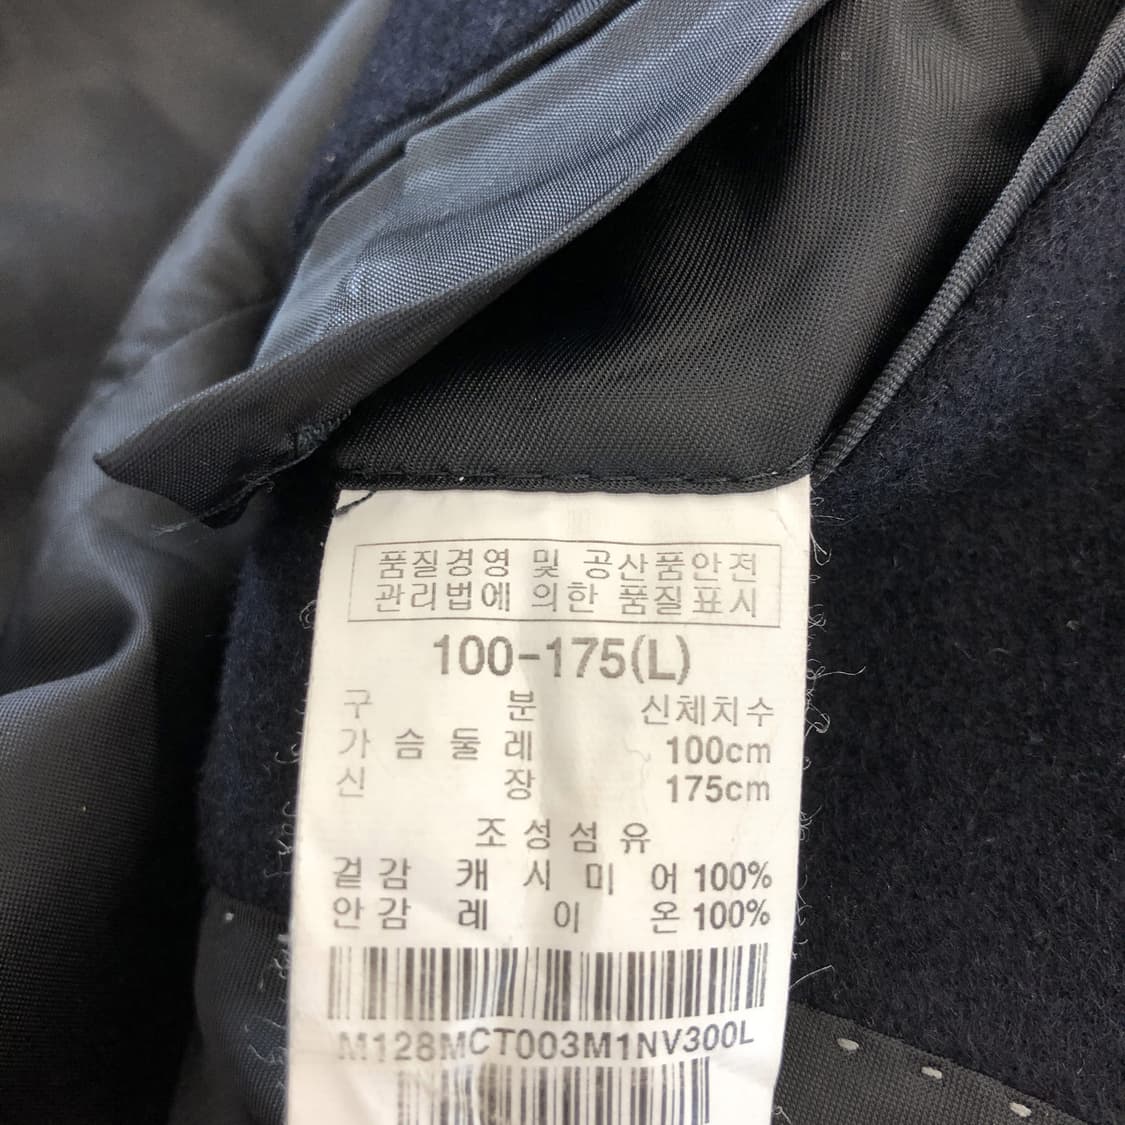 품질경영 및 공산품안전
관리법에 의한 품질표시
100-175(L)
구 분 신체치수
가 슴 둘 레 100cm
신 장 175cm
조 성 섬 유
겉 감 캐 시 미 어 100%
안 감 레 이 온 100%
M128MCT003M1NV300L